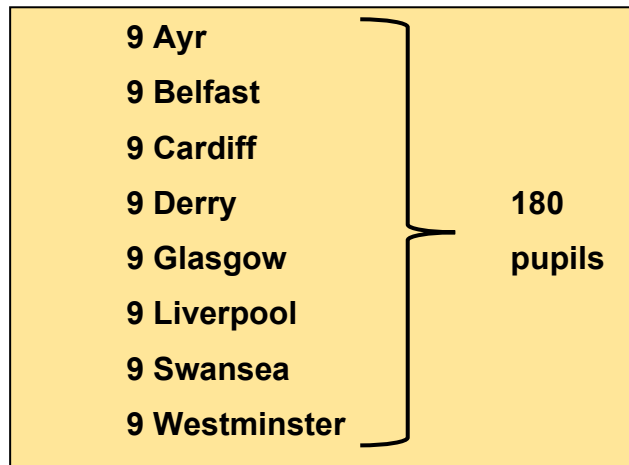 9 Ayr
9 Belfast
9 Cardiff
9 Derry
9 Glasgow
9 Liverpool
9 Swansea
9 Westminster
180
pupils